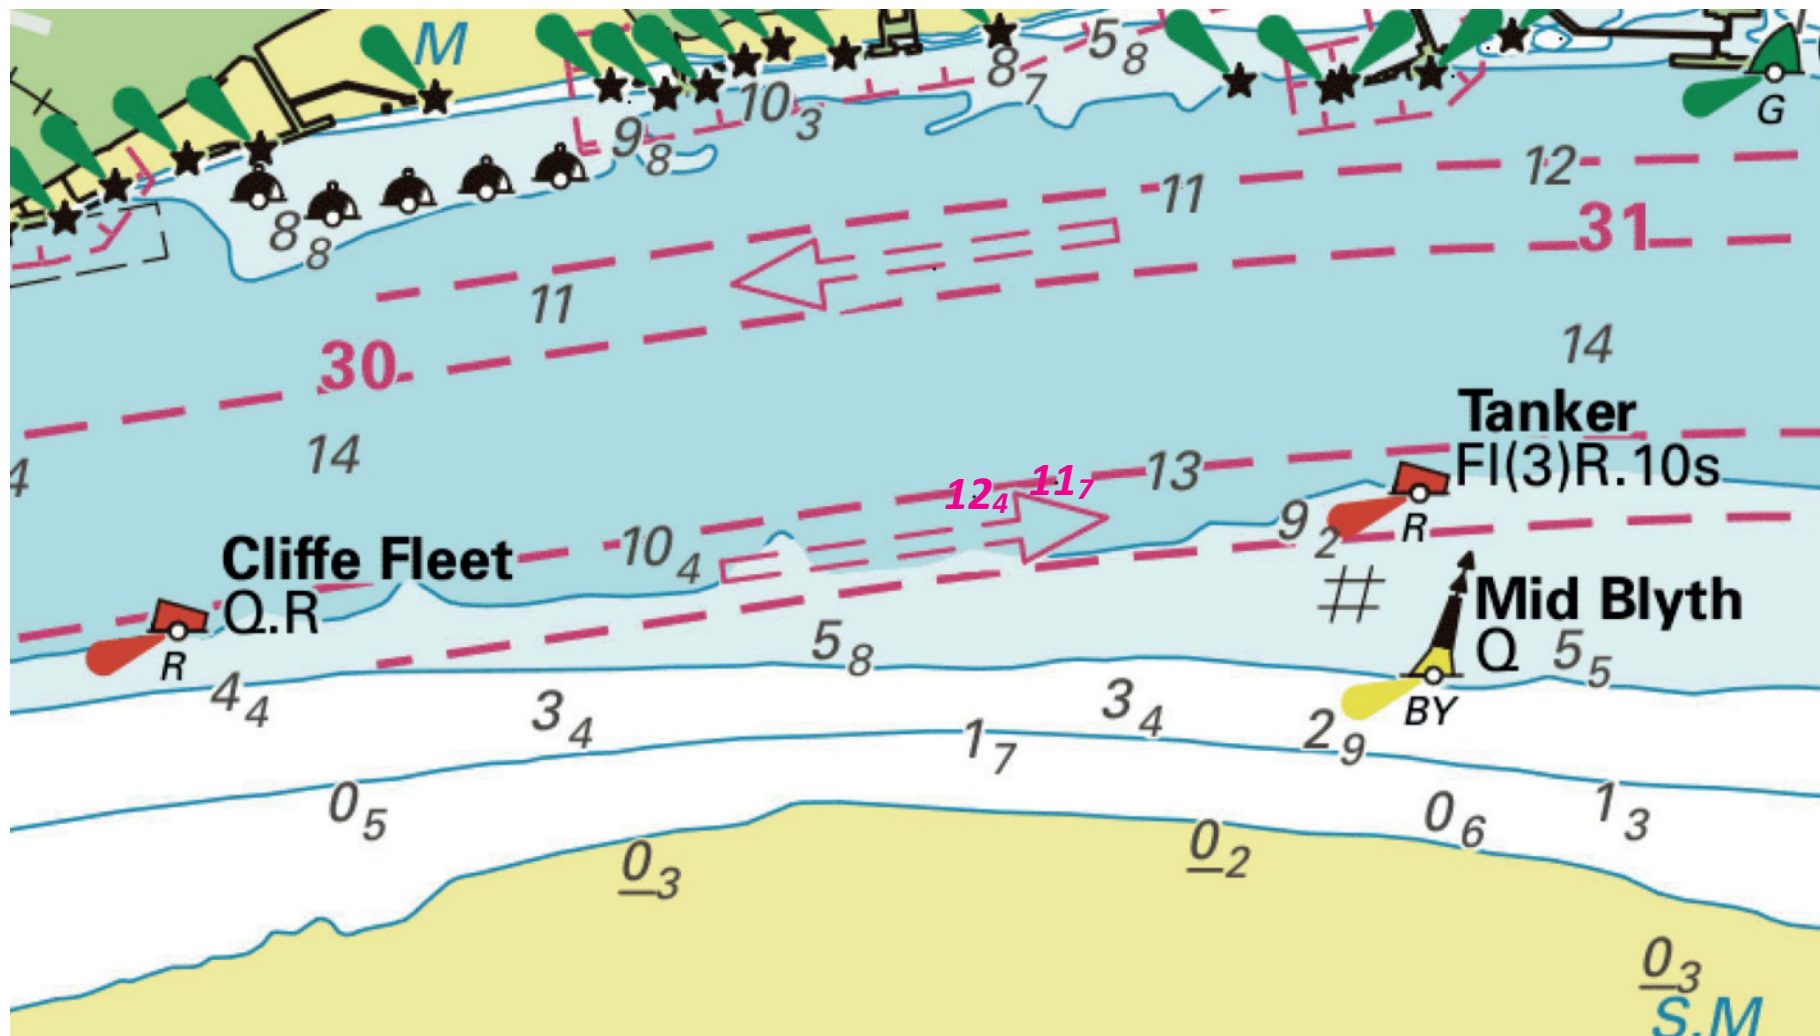 M
5₈
8₇
10₃
9₈
G
12
11
31
8₈
11
14
30
Tanker
Fl(3)R.10s
14
4
13
12₄ 11₇
9₂
R
10₄
Cliffe Fleet
Q.R
R
Mid Blyth
Q
5₅
BY
5₈
4₄
3₄
3₄
2₉
1₇
0₅
1₃
0₆
0₃
0₂
0₃
S.M